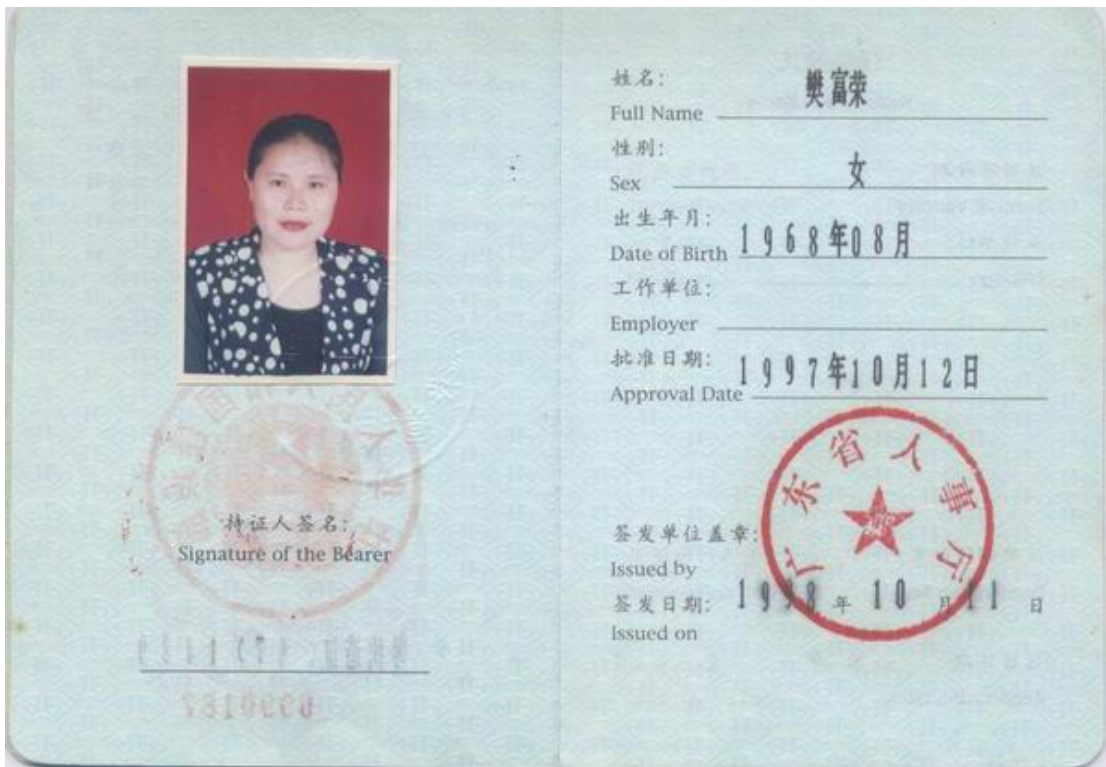 持证人签名:
Signature of the Bearer
姓名: 樊富荣
Full Name
性别: 女
Sex
出生年月: 1968年08月
Date of Birth
工作单位:
Employer
批准日期: 1997年10月12日
Approval Date
广东省人事厅
签发单位盖章:
Issued by
签发日期: 1998 年 10 月 11 日
Issued on